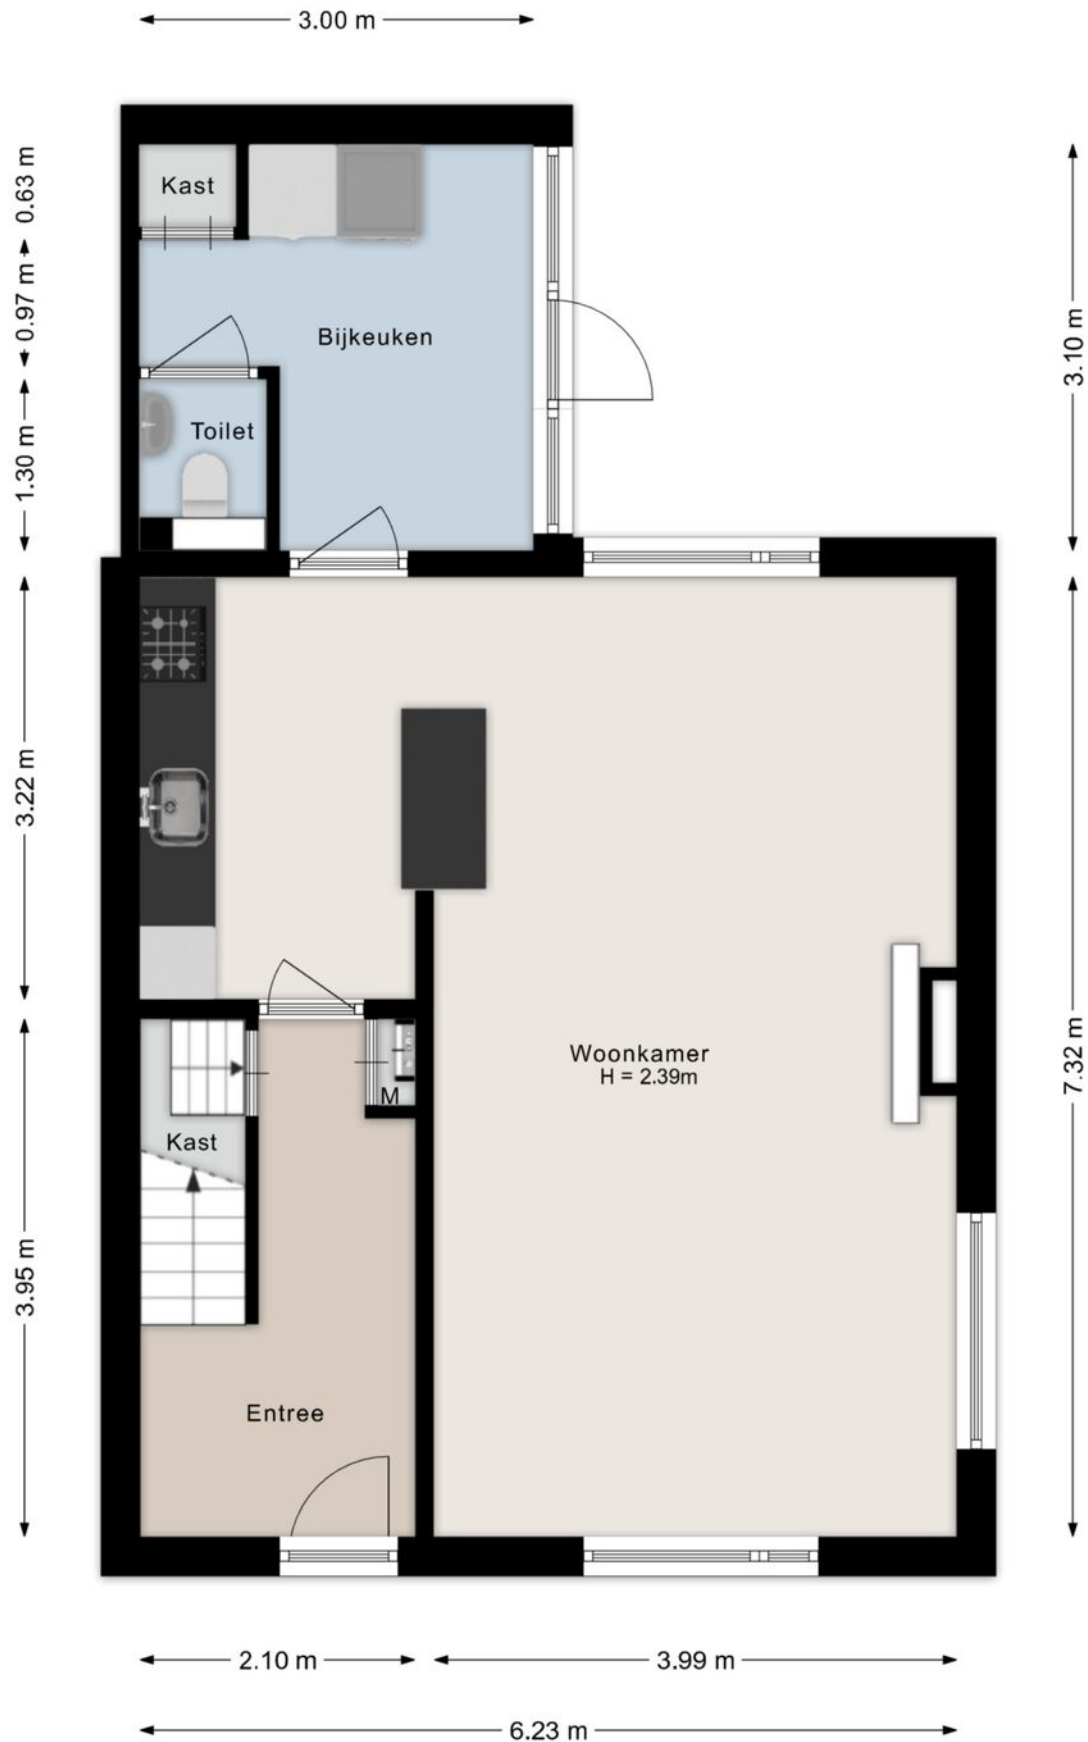 3.00 m
0.63 m
Kast
0.97 m
Bijkeuken
3.10 m
1.30 m
Toilet
3.22 m
Woonkamer
H = 2.39m
7.32 m
M
Kast
3.95 m
Entree
2.10 m
3.99 m
6.23 m